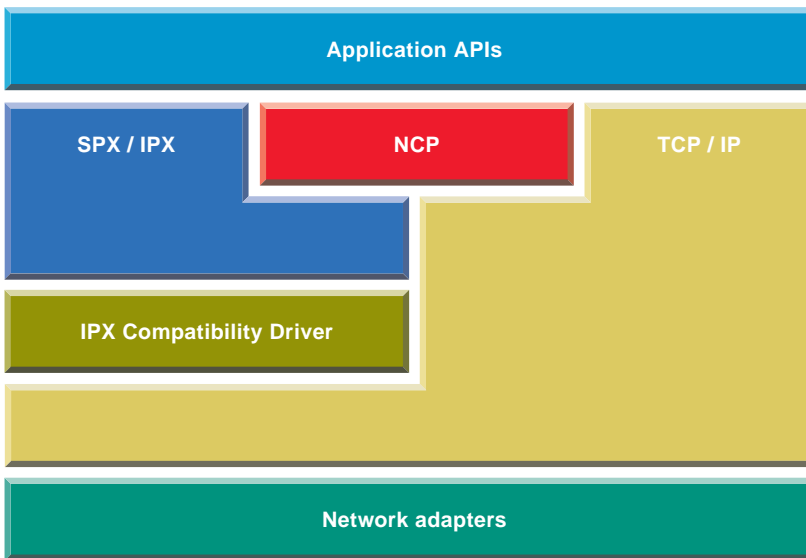 Application APIs
SPX / IPX
NCP
TCP / IP
IPX Compatibility Driver
Network adapters